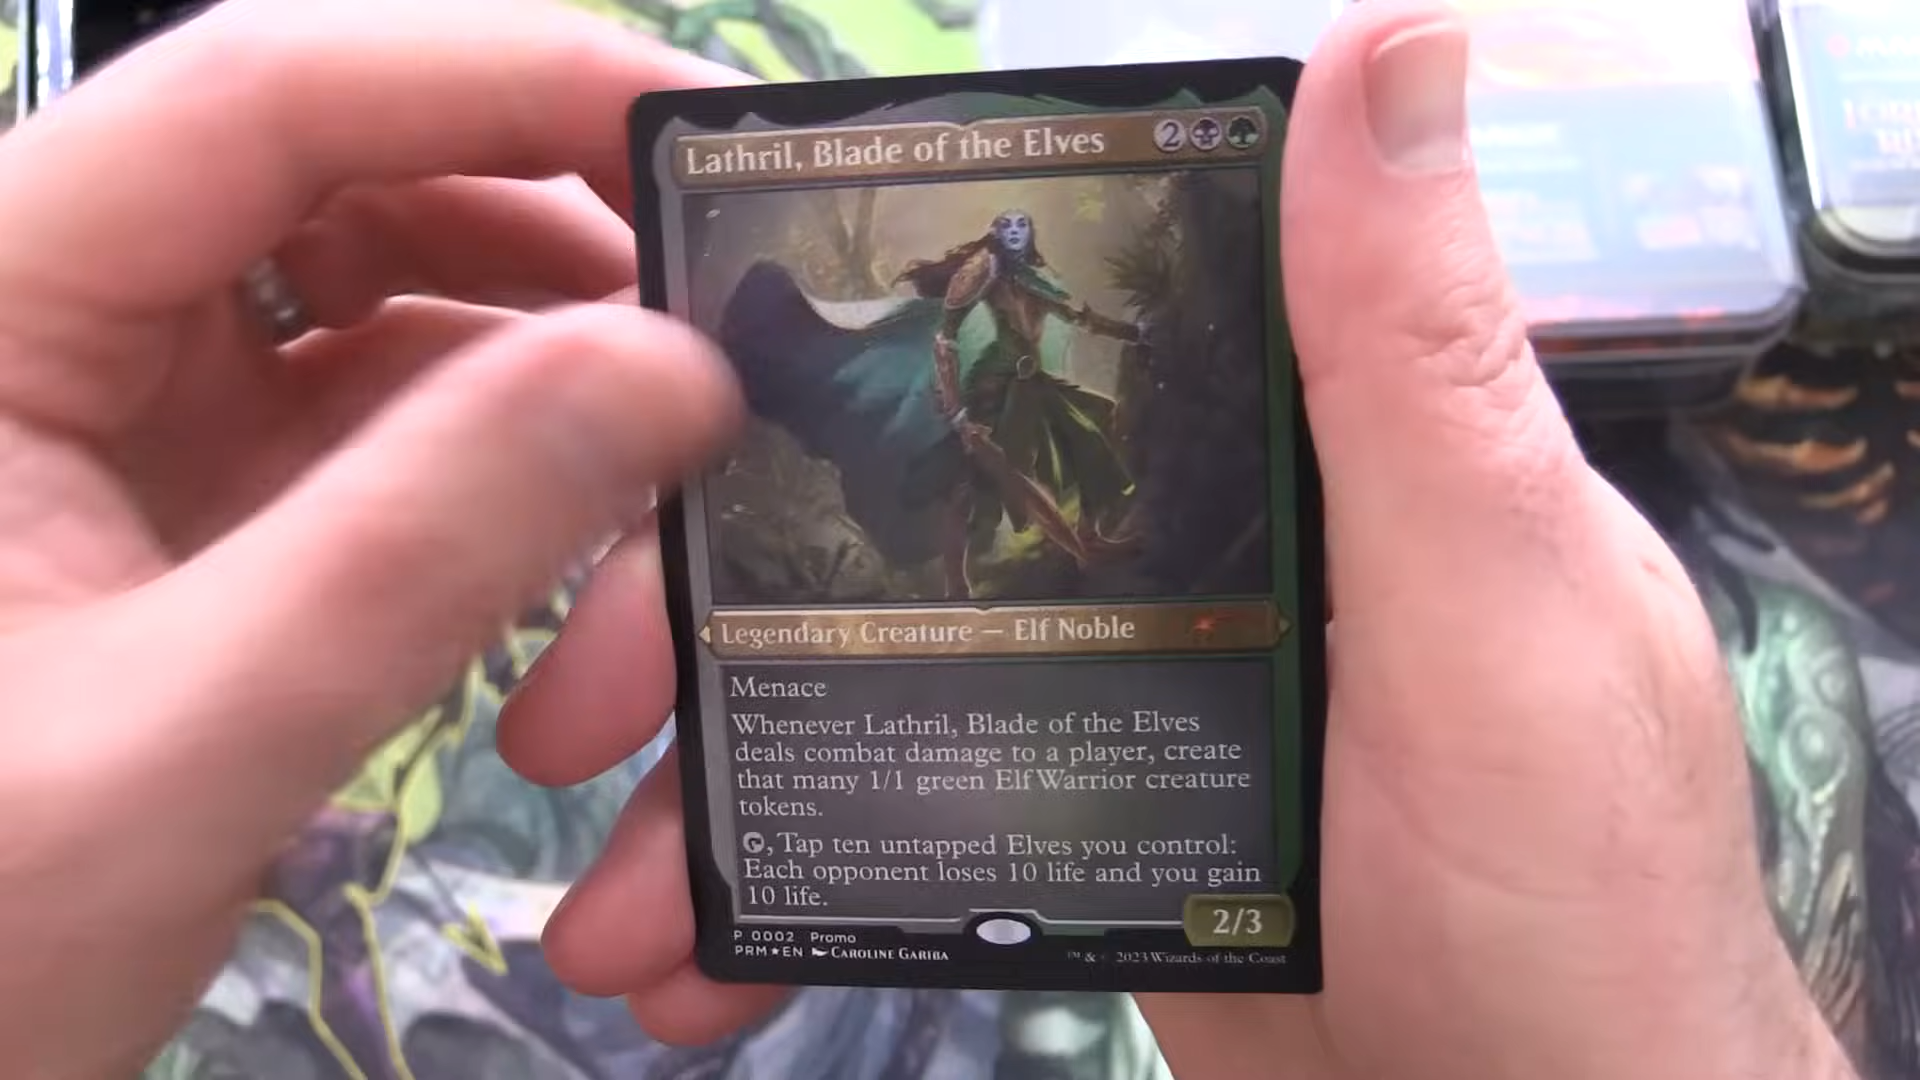 Lathril, Blade of the Elves 2
Legendary Creature — Elf Noble
Menace
Whenever Lathril, Blade of the Elves
deals combat damage to a player, create
that many 1/1 green Elf Warrior creature
tokens.
, Tap ten untapped Elves you control:
Each opponent loses 10 life and you gain
10 life.
2/3
P 0002 Promo
PRM★EN CAROLINE GARIBA
™ & © 2023 Wizards of the Coast